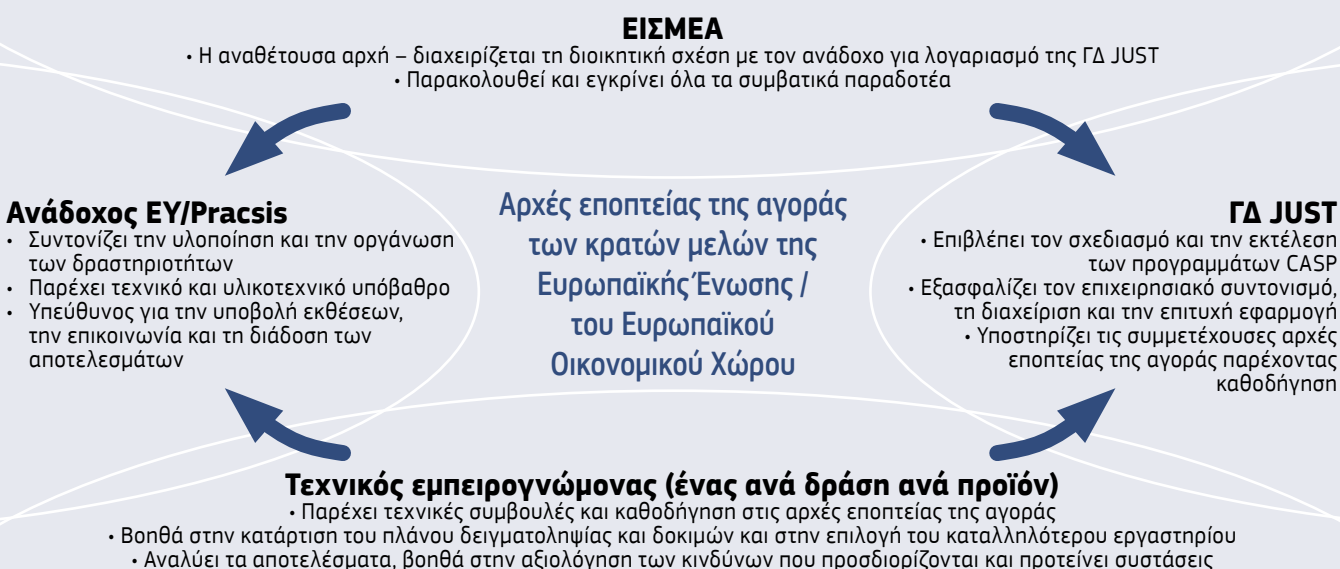 ΕΙΣΜΕΑ
• Η αναθέτουσα αρχή – διαχειρίζεται τη διοικητική σχέση με τον ανάδοχο για λογαριασμό της ΓΔ JUST
• Παρακολουθεί και εγκρίνει όλα τα συμβατικά παραδοτέα
Ανάδοχος EY/Pracsis
• Συντονίζει την υλοποίηση και την οργάνωση
των δραστηριοτήτων
• Παρέχει τεχνικό και υλικοτεχνικό υπόβαθρο
• Υπεύθυνος για την υποβολή εκθέσεων,
την επικοινωνία και τη διάδοση των
αποτελεσμάτων
Αρχές εποπτείας της αγοράς
των κρατών μελών της
Ευρωπαϊκής Ένωσης /
του Ευρωπαϊκού
Οικονομικού Χώρου
ΓΔ JUST
• Επιβλέπει τον σχεδιασμό και την εκτέλεση
των προγραμμάτων CASP
• Εξασφαλίζει τον επιχειρησιακό συντονισμό,
τη διαχείριση και την επιτυχή εφαρμογή
• Υποστηρίζει τις συμμετέχουσες αρχές
εποπτείας της αγοράς παρέχοντας
καθοδήγηση
Τεχνικός εμπειρογνώμονας (ένας ανά δράση ανά προϊόν)
• Παρέχει τεχνικές συμβουλές και καθοδήγηση στις αρχές εποπτείας της αγοράς
• Βοηθά στην κατάρτιση του πλάνου δειγματοληψίας και δοκιμών και στην επιλογή του καταλληλότερου εργαστηρίου
• Αναλύει τα αποτελέσματα, βοηθά στην αξιολόγηση των κινδύνων που προσδιορίζονται και προτείνει συστάσεις